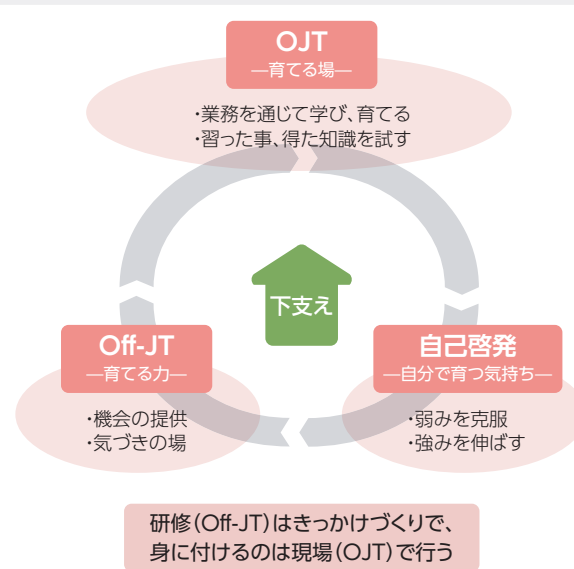 OJT
―育てる場―
・業務を通じて学び、育てる
・習った事、得た知識を試す
下支え
Off-JT
―育てる力―
・機会の提供
・気づきの場
自己啓発
―自分で育つ気持ち―
・弱みを克服
・強みを伸ばす
研修(Off-JT)はきっかけづくりで、
身に付けるのは現場(OJT)で行う